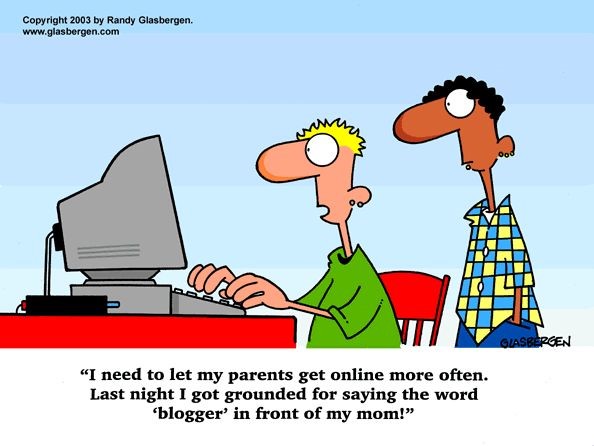 Copyright 2003 by Randy Glasbergen.
www.glasbergen.com
GLASBERGEN
“I need to let my parents get online more often.
Last night I got grounded for saying the word
‘blogger’ in front of my mom!”